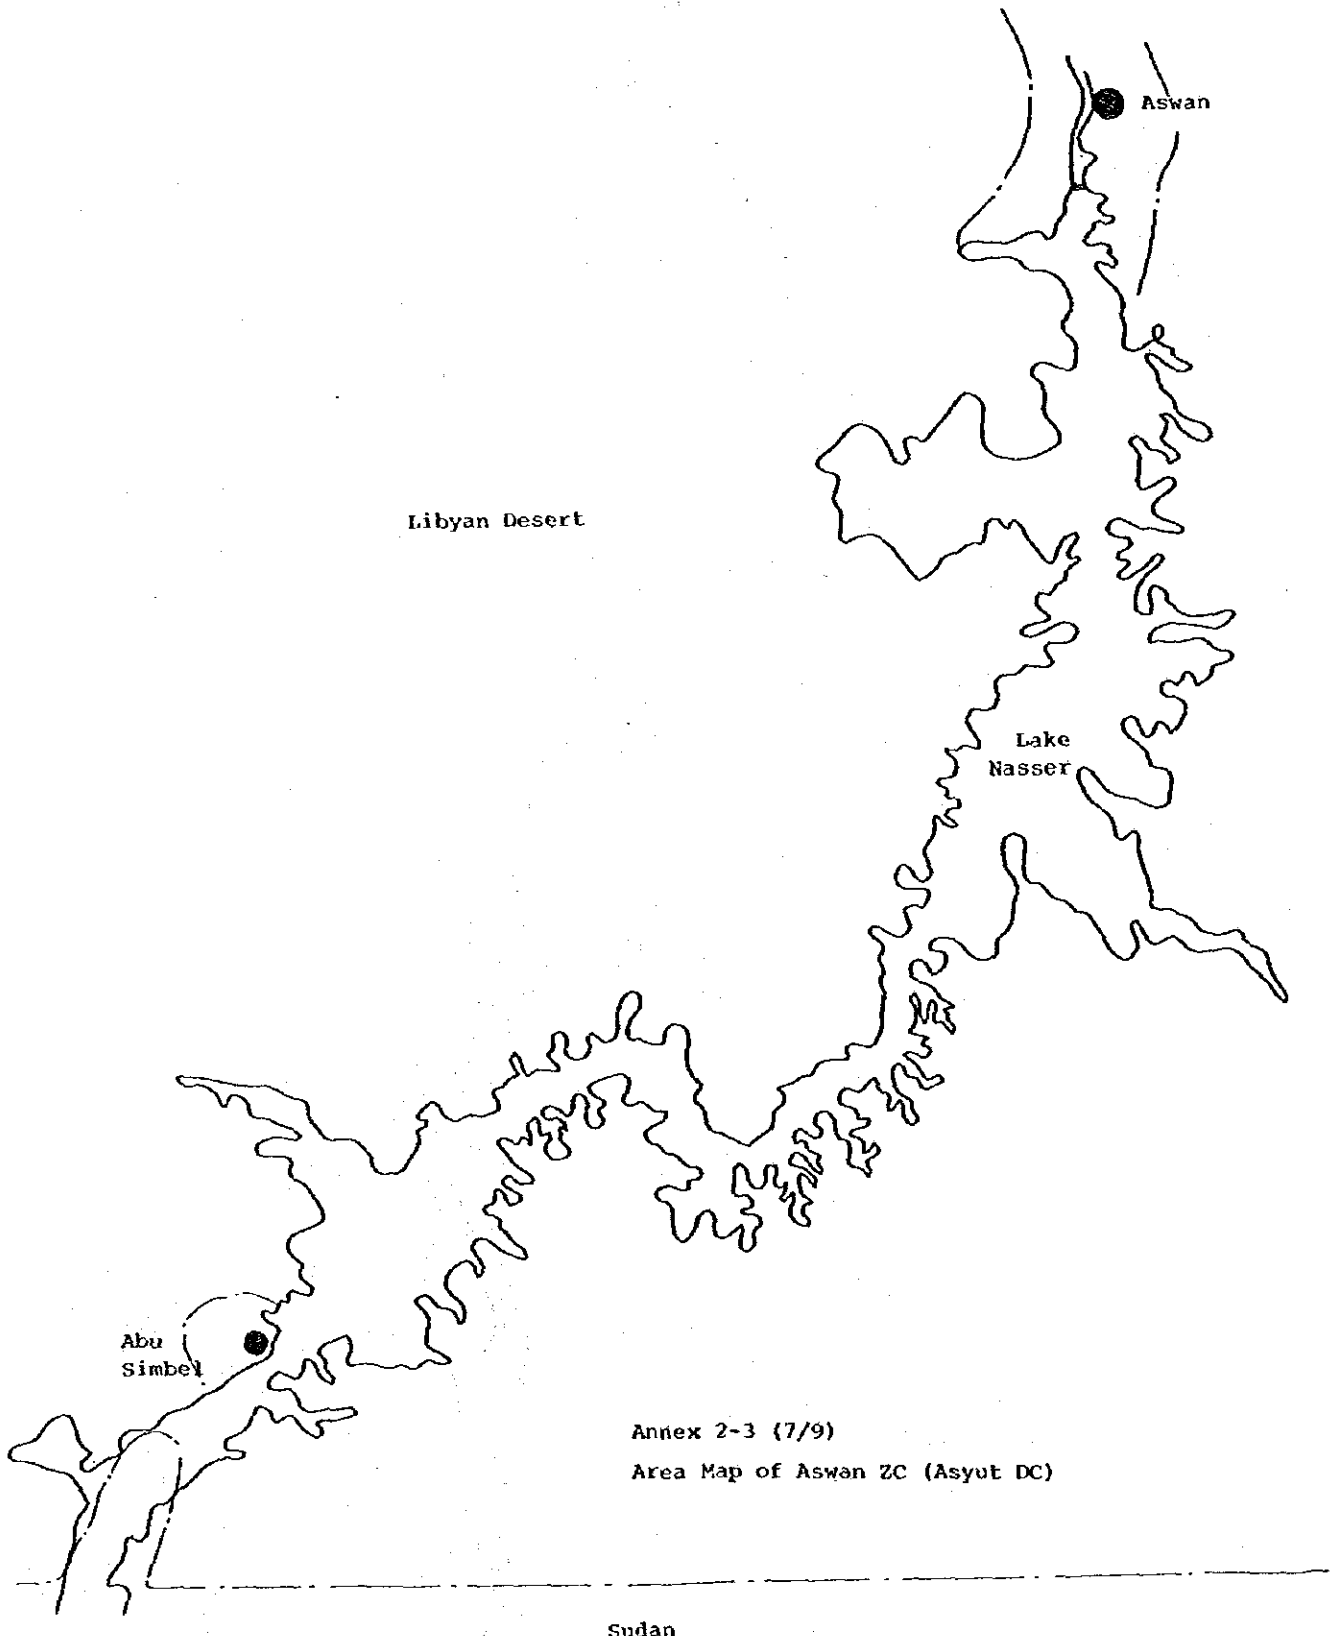 Aswan
Libyan Desert
Lake
Nasser
Abu
Simbel
Annex 2-3 (7/9)
Area Map of Aswan ZC (Asyut DC)
Sudan